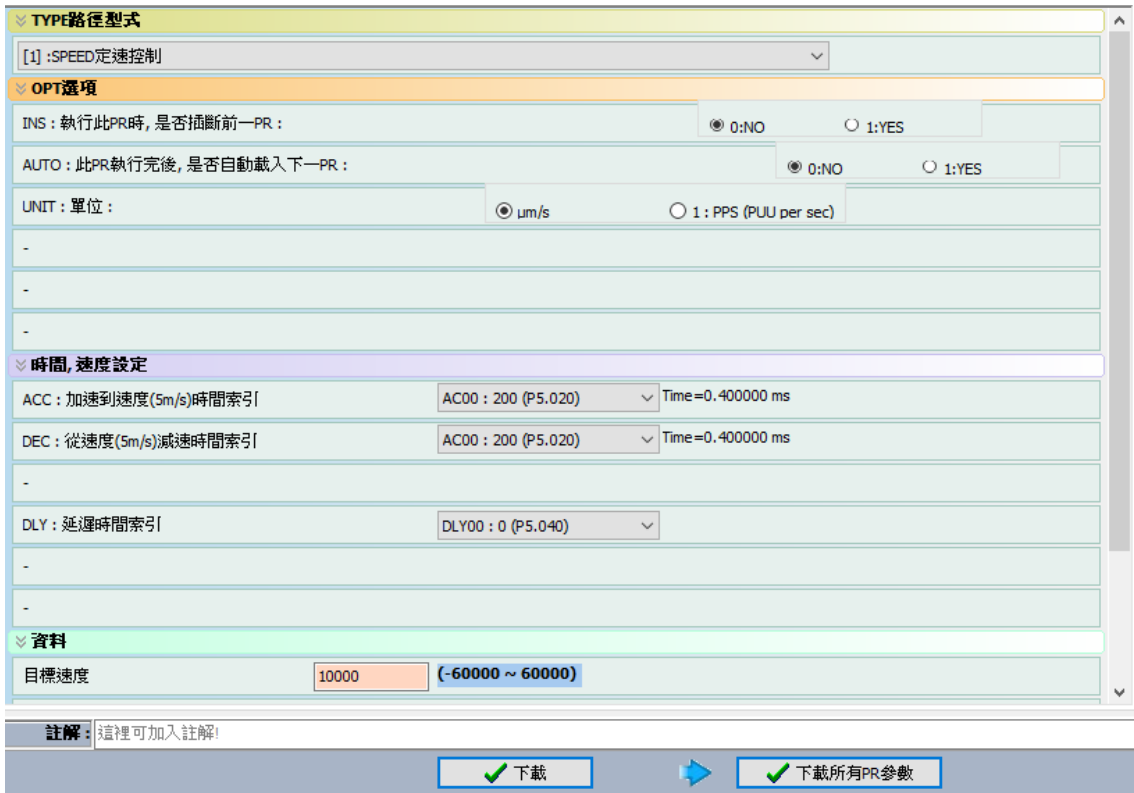 TYPE路徑型式
[1] :SPEED定速控制
OPT選項
INS : 執行此PR時, 是否插斷前一PR : 0:NO 1:YES
AUTO : 此PR執行完後, 是否自動載入下一PR : 0:NO 1:YES
UNIT : 單位 : μm/s 1 : PPS (PUU per sec)
-
-
-
時間, 速度設定
ACC : 加速到速度(5m/s)時間索引 AC00 : 200 (P5.020) Time=0.400000 ms
DEC : 從速度(5m/s)減速時間索引 AC00 : 200 (P5.020) Time=0.400000 ms
-
DLY : 延遲時間索引 DLY00 : 0 (P5.040)
-
-
資料
目標速度 10000 (-60000 ~ 60000)
註解 : 這裡可加入註解!
下載 下載所有PR參數